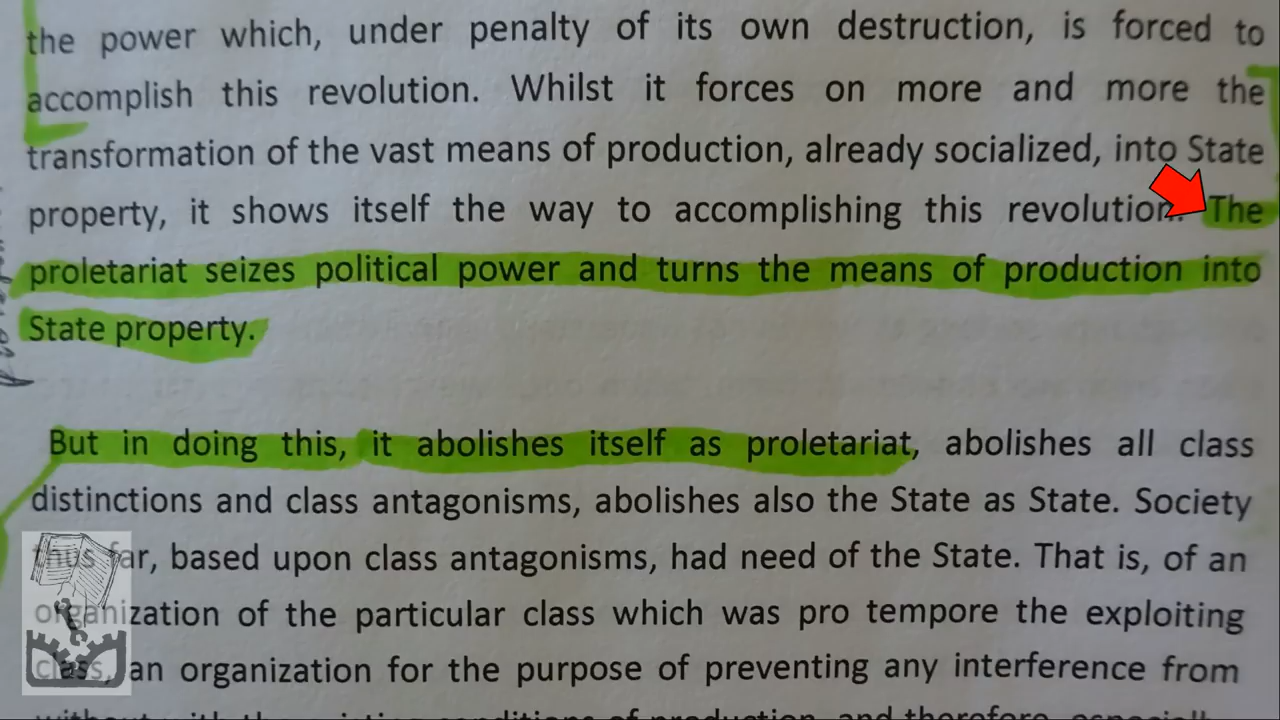 the power which, under penalty of its own destruction, is forced to
accomplish this revolution. Whilst it forces on more and more the
transformation of the vast means of production, already socialized, into State
property, it shows itself the way to accomplishing this revolution. The
proletariat seizes political power and turns the means of production into
State property.
But in doing this, it abolishes itself as proletariat, abolishes all class
distinctions and class antagonisms, abolishes also the State as State. Society
thus far, based upon class antagonisms, had need of the State. That is, of an
organization of the particular class which was pro tempore the exploiting
class, an organization for the purpose of preventing any interference from